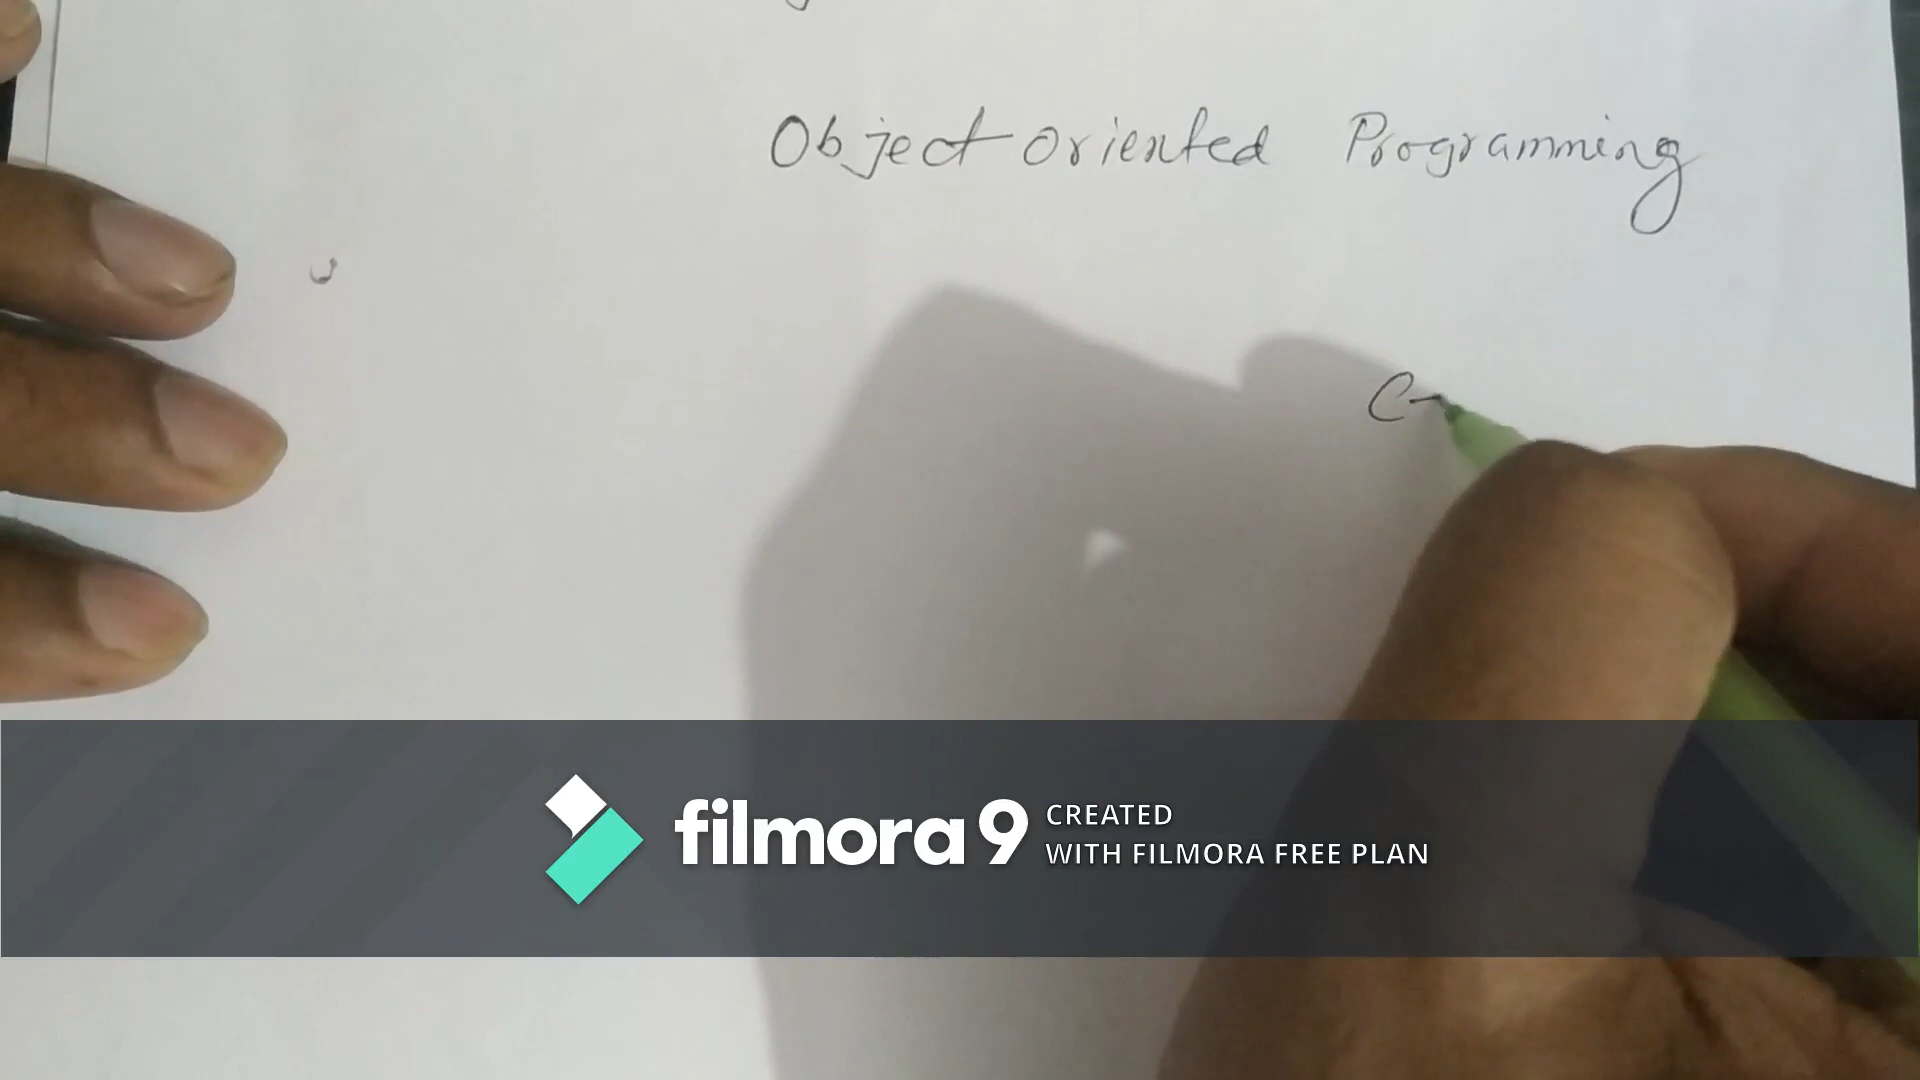 Object oriented Programming
C-
filmora 9 CREATED
WITH FILMORA FREE PLAN